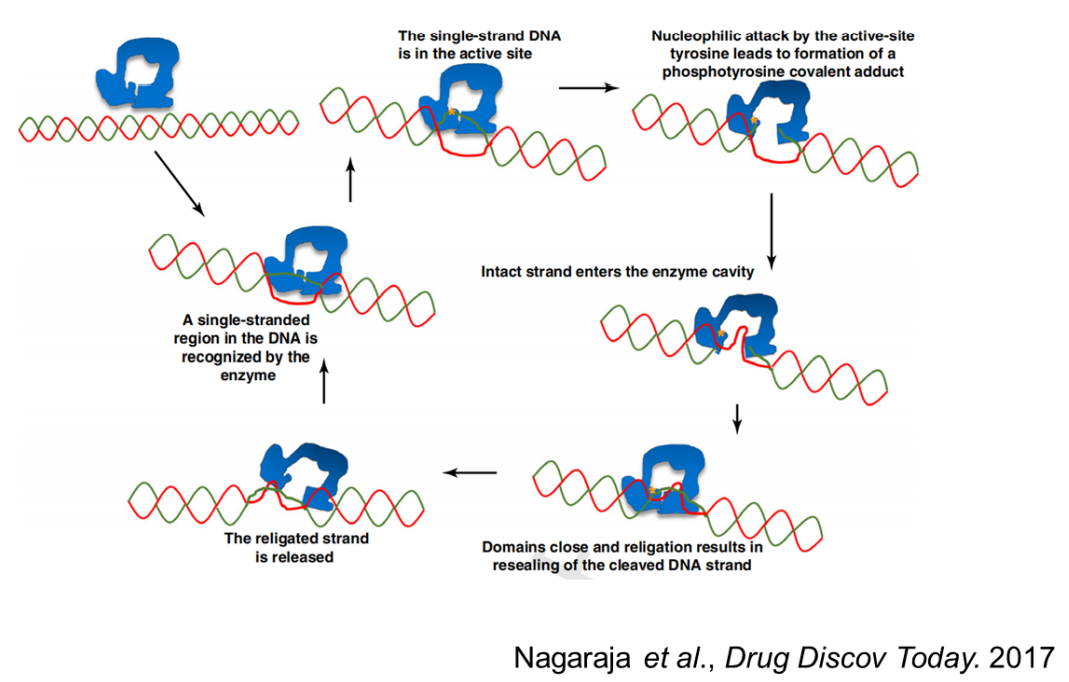 The single-strand DNA
is in the active site
Nucleophilic attack by the active-site
tyrosine leads to formation of a
phosphotyrosine covalent adduct
Intact strand enters the enzyme cavity
A single-stranded
region in the DNA is
recognized by the
enzyme
The religated strand
is released
Domains close and religation results in
resealing of the cleaved DNA strand
Nagaraja et al., Drug Discov Today. 2017